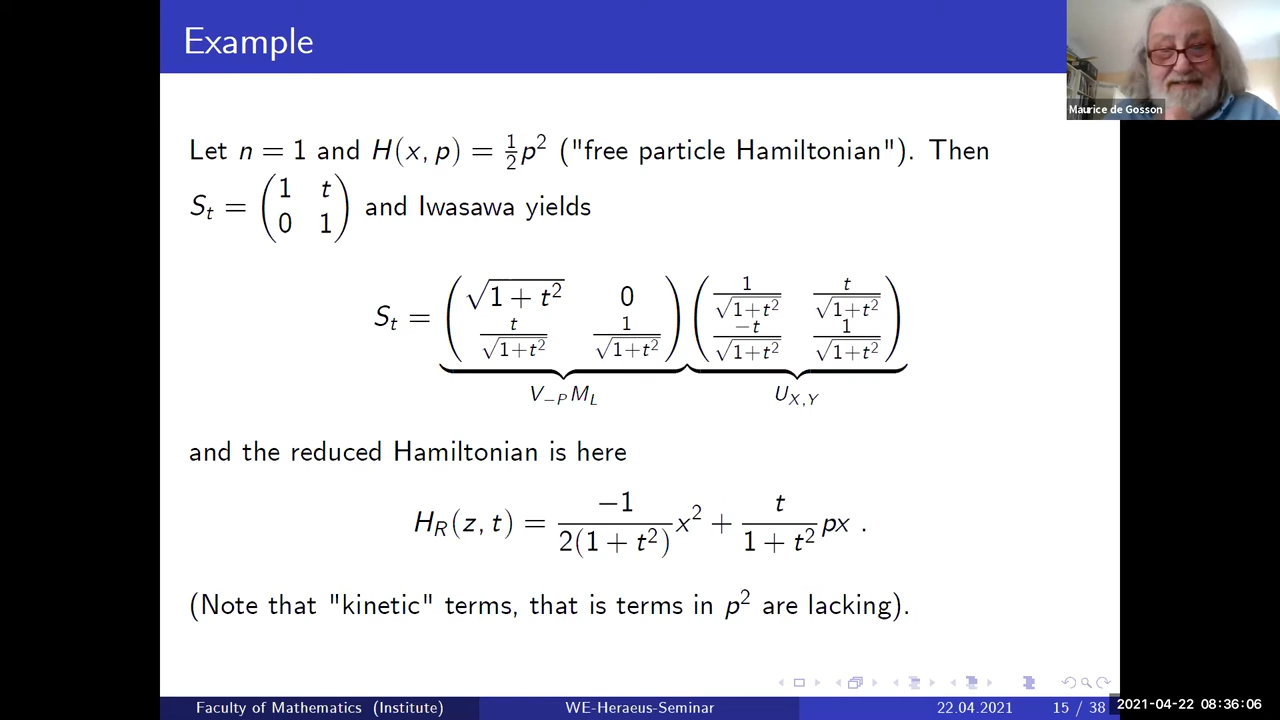 Example
Maurice de Gosson
Let n = 1 and H(x, p) = ½p² ("free particle Hamiltonian"). Then
S_t = (1 t; 0 1) and Iwasawa yields
S_t = (√(1+t²) 0; t/√(1+t²) 1/√(1+t²)) (1/√(1+t²) t/√(1+t²); −t/√(1+t²) 1/√(1+t²))
V_{−P} M_L U_{X,Y}
and the reduced Hamiltonian is here
H_R(z, t) = −1/(2(1 + t²)) x² + t/(1 + t²) px .
(Note that "kinetic" terms, that is terms in p² are lacking).
Faculty of Mathematics (Institute) WE-Heraeus-Seminar 22.04.2021 15 / 38
2021-04-22 08:36:06